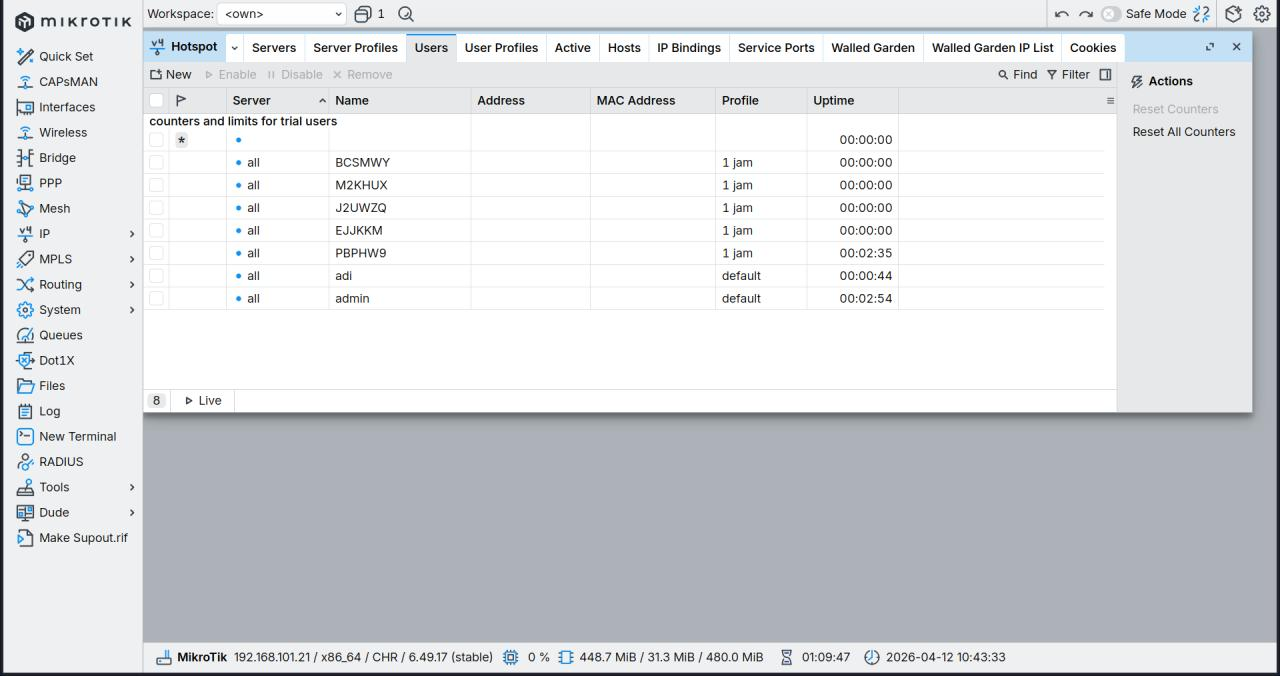 mikrotik
Workspace: <own> 1 Safe Mode
Quick Set
CAPsMAN
Interfaces
Wireless
Bridge
PPP
Mesh
IP
MPLS
Routing
System
Queues
Dot1X
Files
Log
New Terminal
RADIUS
Tools
Dude
Make Supout.rif
v4 Hotspot Servers Server Profiles Users User Profiles Active Hosts IP Bindings Service Ports Walled Garden Walled Garden IP List Cookies
New Enable Disable Remove Find Filter
Server Name Address MAC Address Profile Uptime
counters and limits for trial users
* 00:00:00
all BCSMWY 1 jam 00:00:00
all M2KHUX 1 jam 00:00:00
all J2UWZQ 1 jam 00:00:00
all EJJKKM 1 jam 00:00:00
all PBPHW9 1 jam 00:02:35
all adi default 00:00:44
all admin default 00:02:54
8 Live
Actions
Reset Counters
Reset All Counters
MikroTik 192.168.101.21 / x86_64 / CHR / 6.49.17 (stable) 0 % 448.7 MiB / 31.3 MiB / 480.0 MiB 01:09:47 2026-04-12 10:43:33